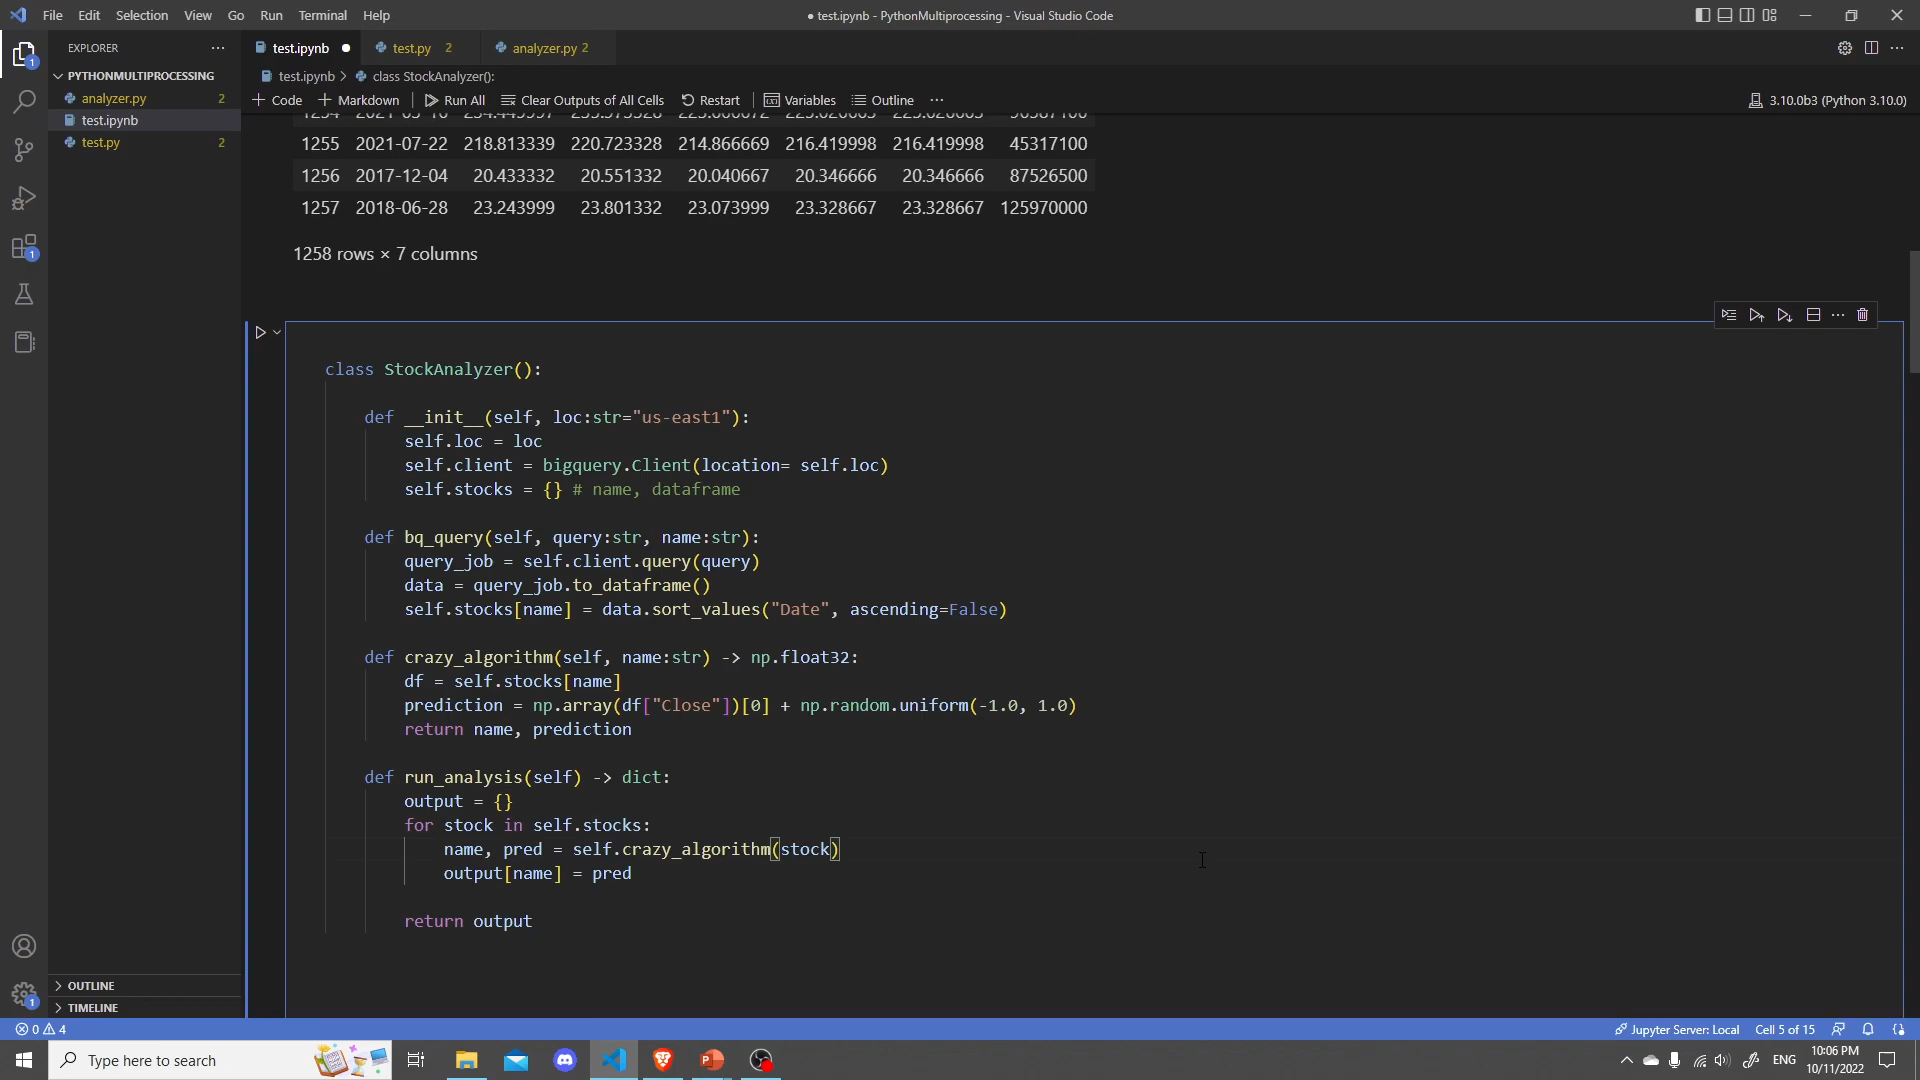 File Edit Selection View Go Run Terminal Help
● test.ipynb - PythonMultiprocessing - Visual Studio Code
EXPLORER ···
test.ipynb ●
test.py 2
analyzer.py 2
PYTHONMULTIPROCESSING
test.ipynb > class StockAnalyzer():
analyzer.py 2
test.ipynb
test.py 2
+ Code + Markdown | Run All Clear Outputs of All Cells Restart | Variables Outline ···
3.10.0b3 (Python 3.10.0)
1255 2021-07-22 218.813339 220.723328 214.866669 216.419998 216.419998 45317100
1256 2017-12-04 20.433332 20.551332 20.040667 20.346666 20.346666 87526500
1257 2018-06-28 23.243999 23.801332 23.073999 23.328667 23.328667 125970000
1258 rows × 7 columns
class StockAnalyzer():
def __init__(self, loc:str="us-east1"):
self.loc = loc
self.client = bigquery.Client(location= self.loc)
self.stocks = {} # name, dataframe
def bq_query(self, query:str, name:str):
query_job = self.client.query(query)
data = query_job.to_dataframe()
self.stocks[name] = data.sort_values("Date", ascending=False)
def crazy_algorithm(self, name:str) -> np.float32:
df = self.stocks[name]
prediction = np.array(df["Close"])[0] + np.random.uniform(-1.0, 1.0)
return name, prediction
def run_analysis(self) -> dict:
output = {}
for stock in self.stocks:
name, pred = self.crazy_algorithm(stock)
output[name] = pred
return output
OUTLINE
TIMELINE
0 4
Jupyter Server: Local Cell 5 of 15
Type here to search
ENG
10:06 PM
10/11/2022